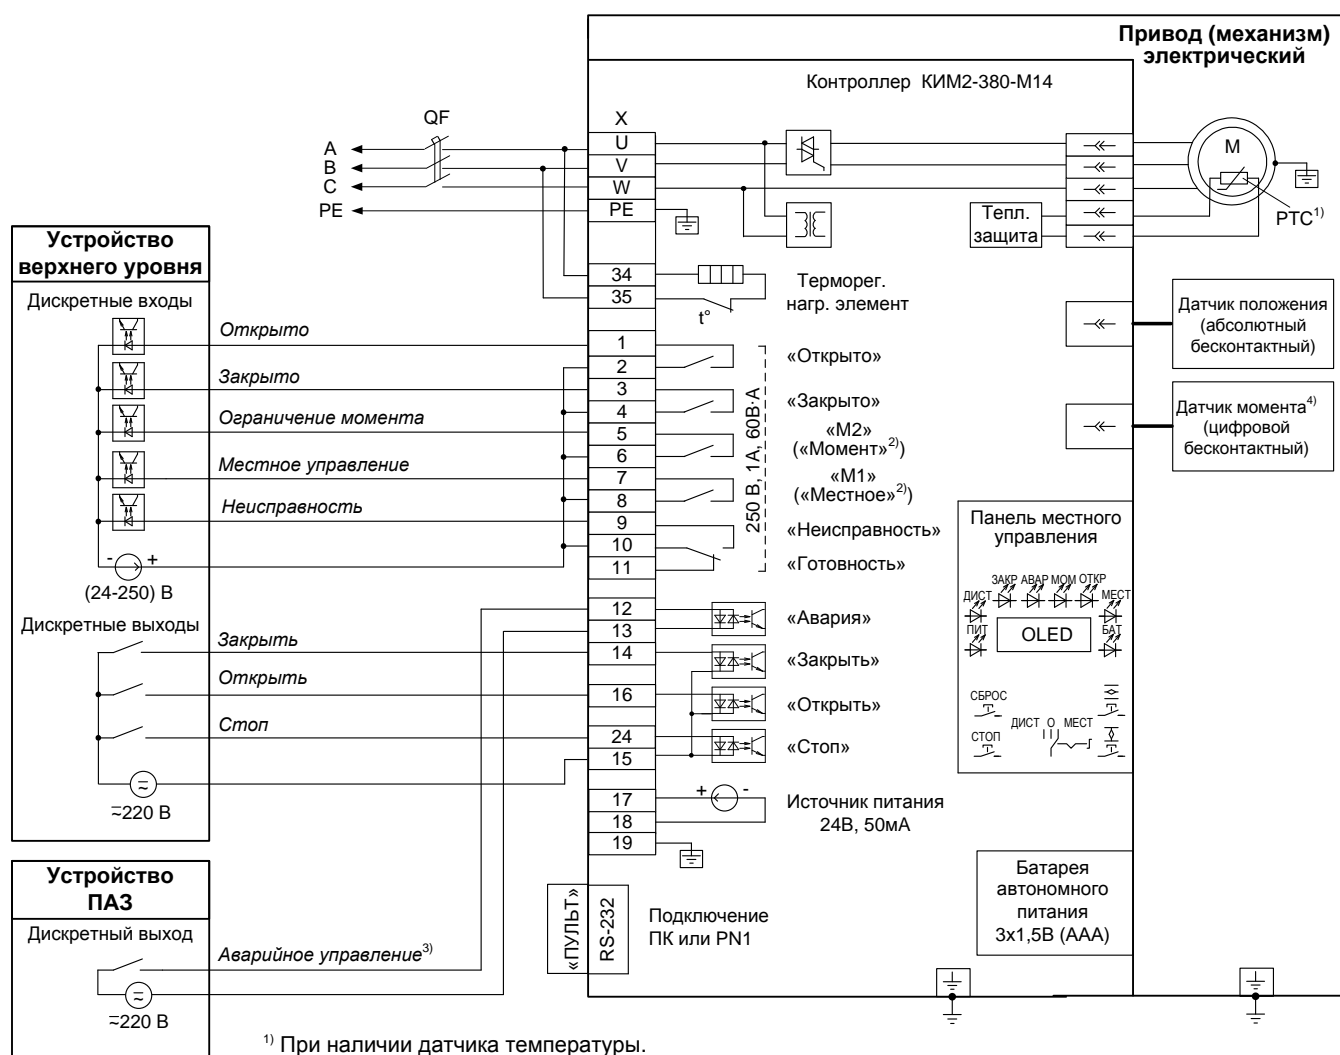 Привод (механизм)
электрический
Контроллер КИМ2-380-М14
QF
X
A
B
C
PE
U
V
W
PE
M
PTC1)
Тепл.
защита
Устройство
верхнего уровня
Дискретные входы
34
35
t°
Терморег.
нагр. элемент
Датчик положения
(абсолютный
бесконтактный)
Открыто
Закрыто
Ограничение момента
Местное управление
Неисправность
- +
(24-250) В
1
2
3
4
5
6
7
8
9
10
11
250 В, 1А, 60В·А
«Открыто»
«Закрыто»
«М2»
(«Момент»2))
«М1»
(«Местное»2))
«Неисправность»
«Готовность»
Датчик момента4)
(цифровой
бесконтактный)
Панель местного
управления
ЗАКР АВАР МОМ ОТКР
ДИСТ МЕСТ
ПИТ OLED БАТ
СБРОС
ДИСТ О МЕСТ
СТОП
Дискретные выходы
Закрыть
Открыть
Стоп
≂220 В
12
13
14
16
24
15
17
18
19
«Авария»
«Закрыть»
«Открыть»
«Стоп»
+ -
Источник питания
24В, 50мА
Устройство
ПАЗ
Дискретный выход
Аварийное управление3)
≂220 В
«ПУЛЬТ»
RS-232
Подключение
ПК или PN1
Батарея
автономного
питания
3х1,5В (ААА)
1) При наличии датчика температуры.